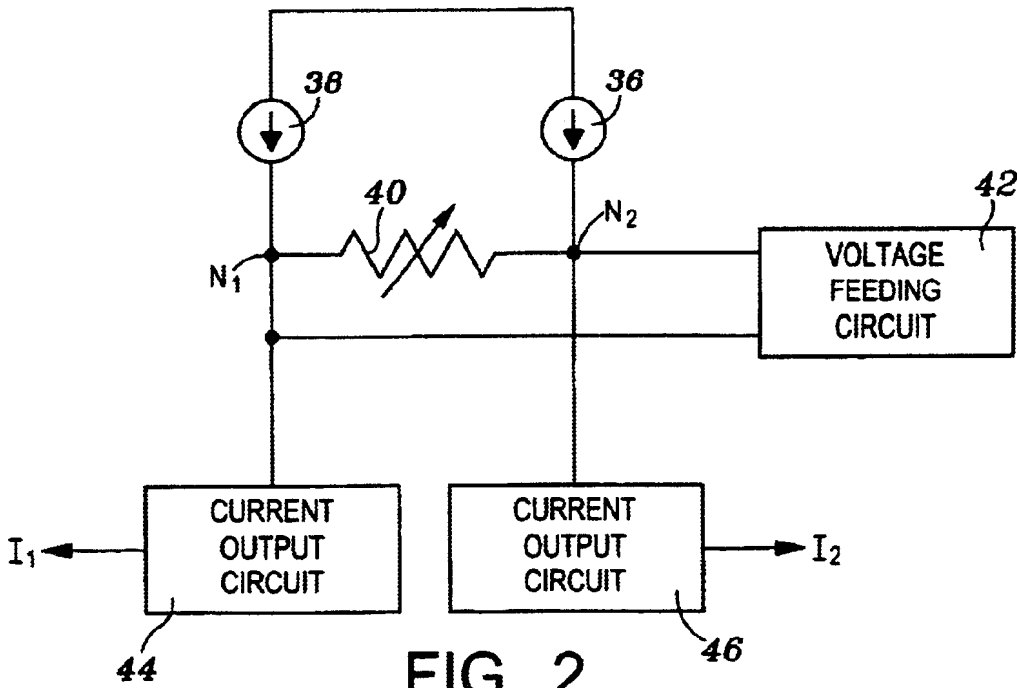 38
36
40
N1
N2
42
VOLTAGE
FEEDING
CIRCUIT
CURRENT
OUTPUT
CIRCUIT
I1
44
CURRENT
OUTPUT
CIRCUIT
I2
46
FIG. 2